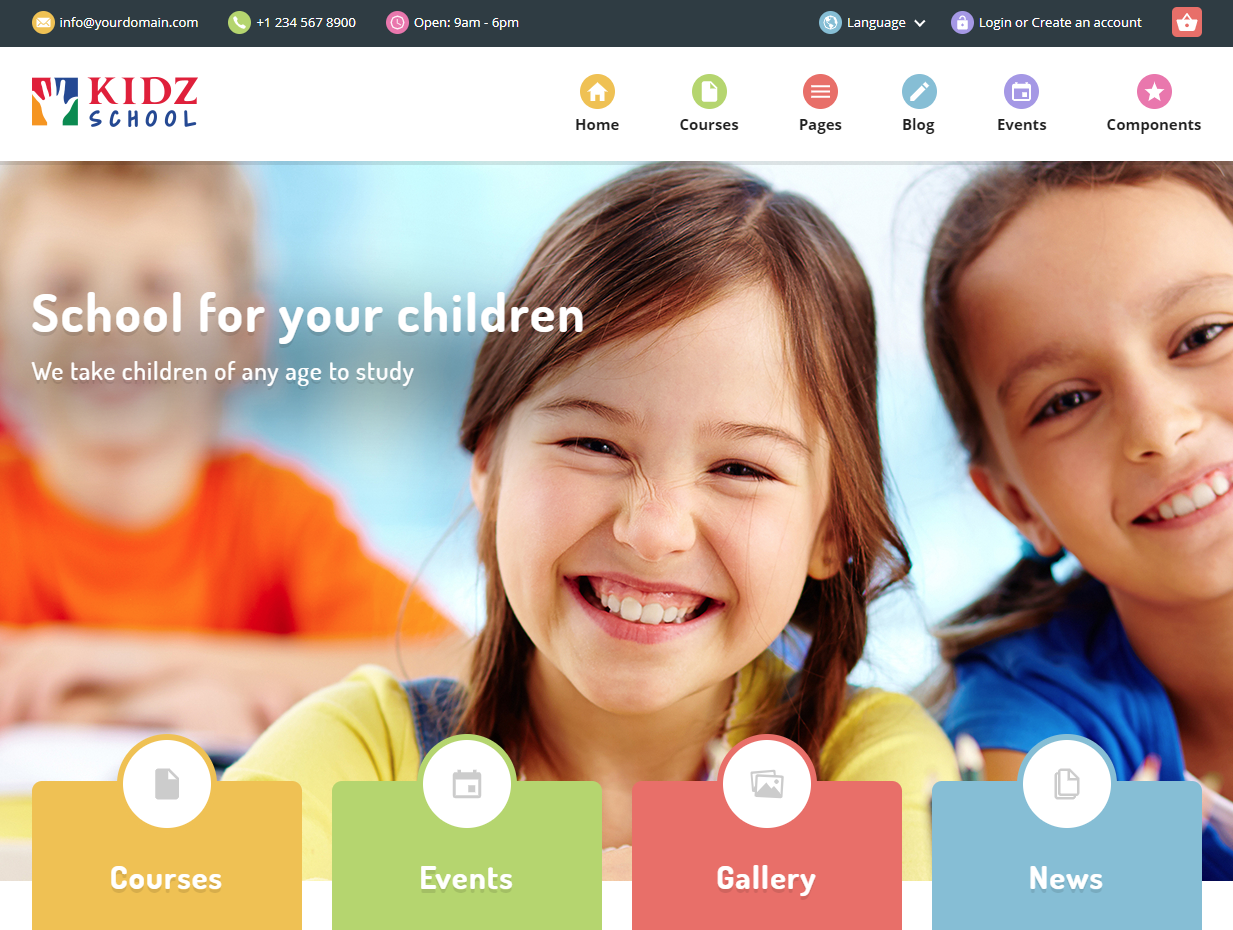 info@yourdomain.com
+1 234 567 8900
Open: 9am - 6pm
Language
Login or Create an account
KIDZ
SCHOOL
Home
Courses
Pages
Blog
Events
Components
School for your children
We take children of any age to study
Courses
Events
Gallery
News